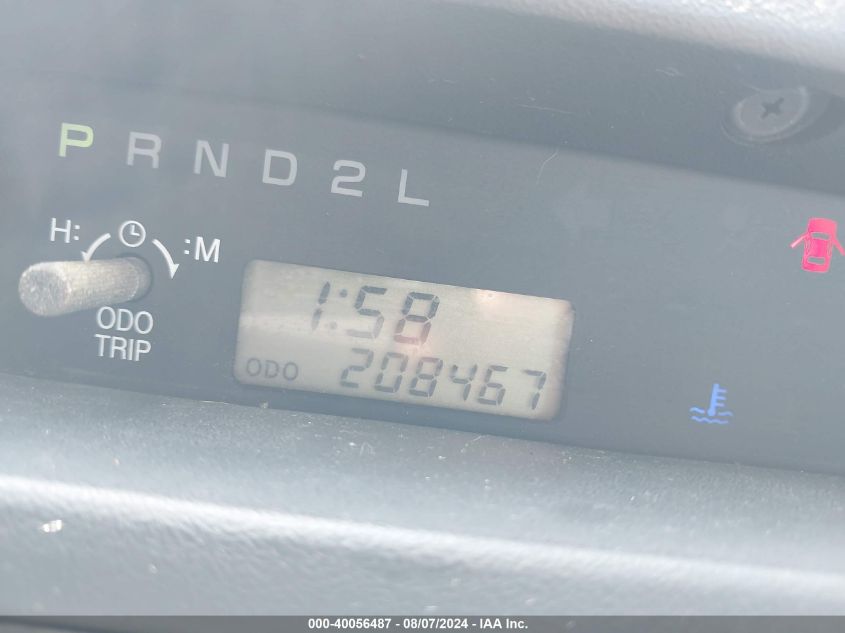 P R N D 2 L
H: :M
ODO
TRIP
1:58
ODO 208467
000-40056487 - 08/07/2024 - IAA Inc.